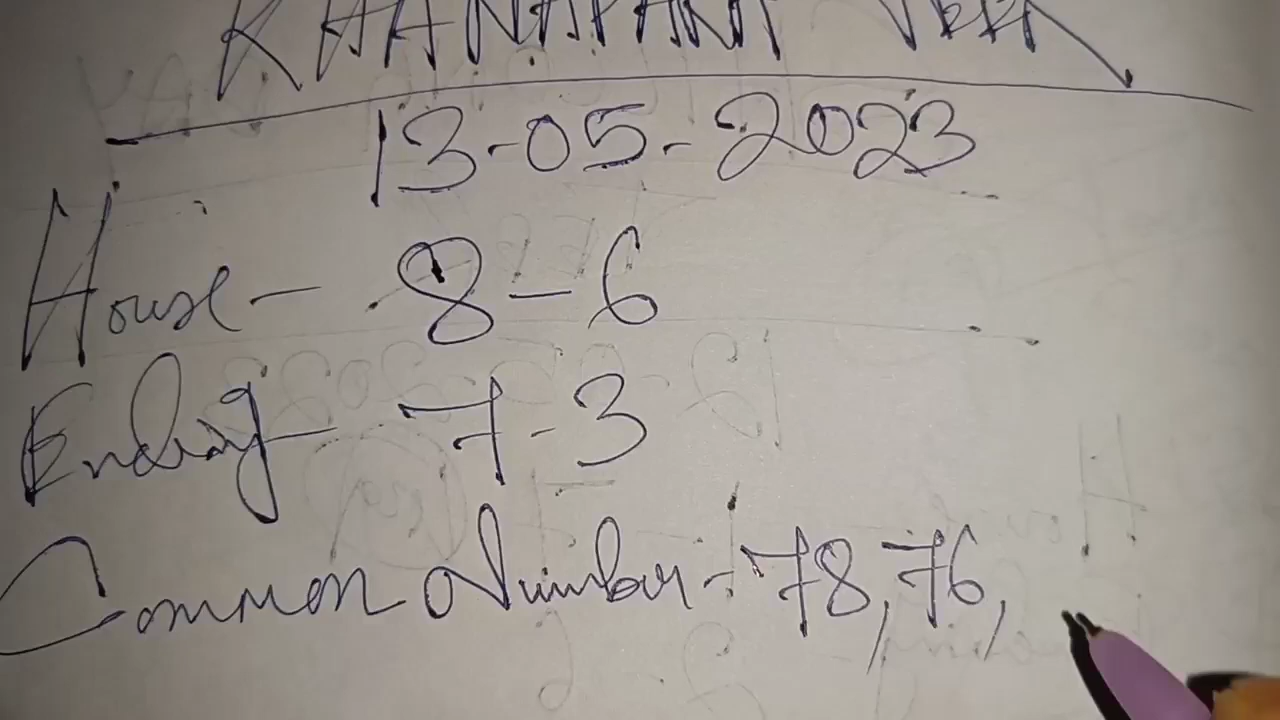 KHANAPARA TEER
13-05-2023
House - 8-6
Ending - 7-3
Common Number - 78, 76,